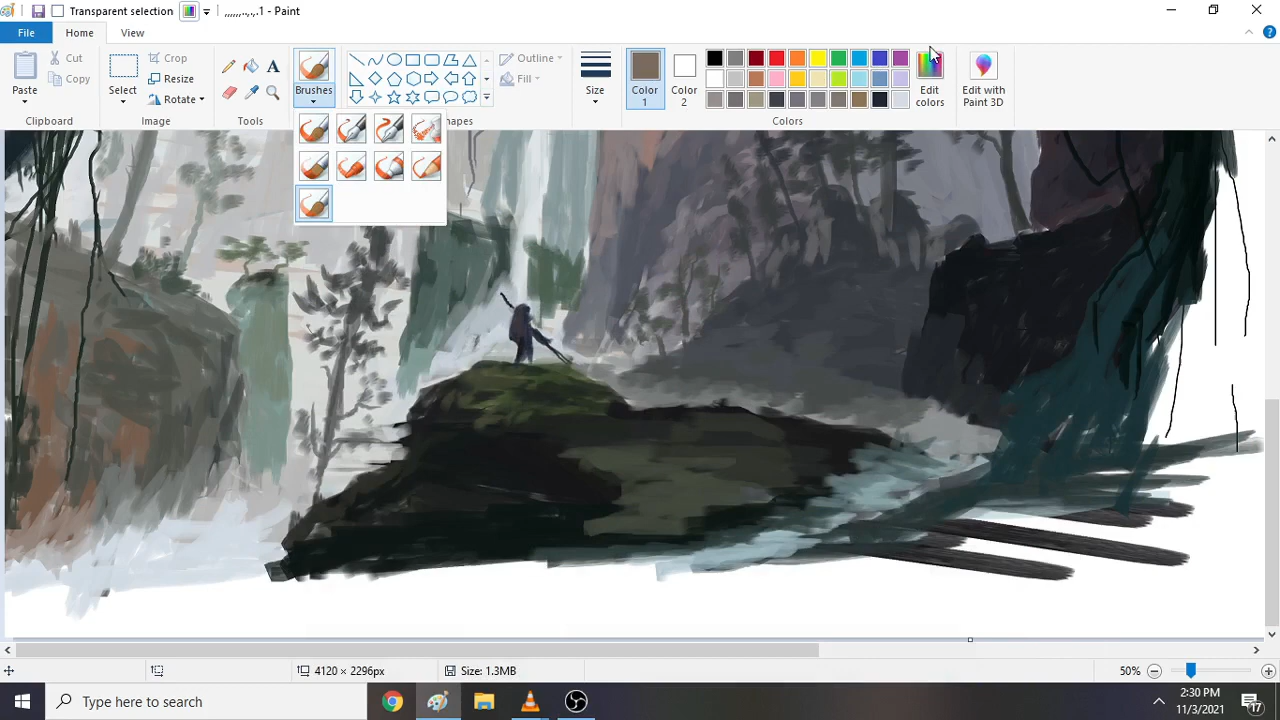 Transparent selection
,,,,,,..,.,.1 - Paint
File
Home
View
Paste
Cut
Copy
Clipboard
Select
Crop
Resize
Rotate
Image
A
Tools
Brushes
Outline
Fill
apes
Size
Color
1
Color
2
Edit
colors
Colors
Edit with
Paint 3D
4120 × 2296px
Size: 1.3MB
50%
Type here to search
2:30 PM
11/3/2021
17